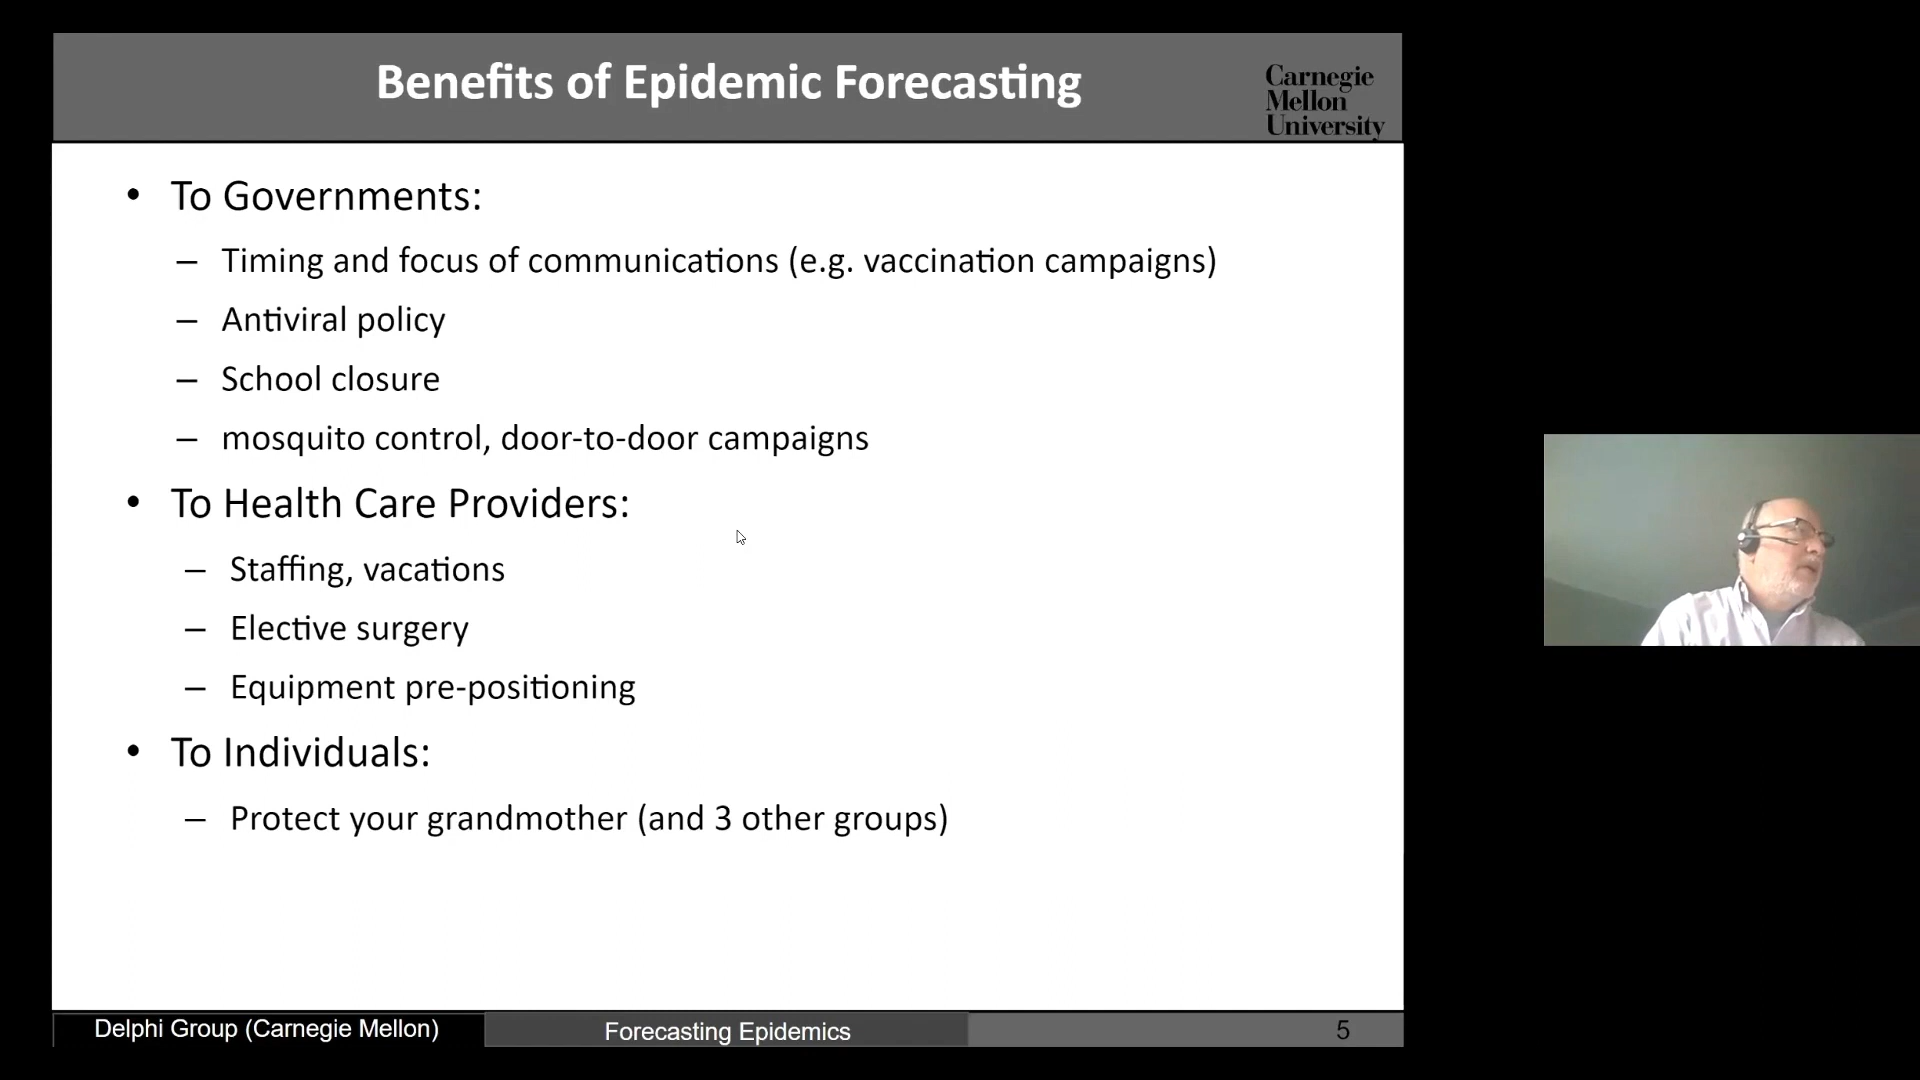 Benefits of Epidemic Forecasting
Carnegie
Mellon
University
• To Governments:
– Timing and focus of communications (e.g. vaccination campaigns)
– Antiviral policy
– School closure
– mosquito control, door-to-door campaigns
• To Health Care Providers:
– Staffing, vacations
– Elective surgery
– Equipment pre-positioning
• To Individuals:
– Protect your grandmother (and 3 other groups)
Delphi Group (Carnegie Mellon)
Forecasting Epidemics
5